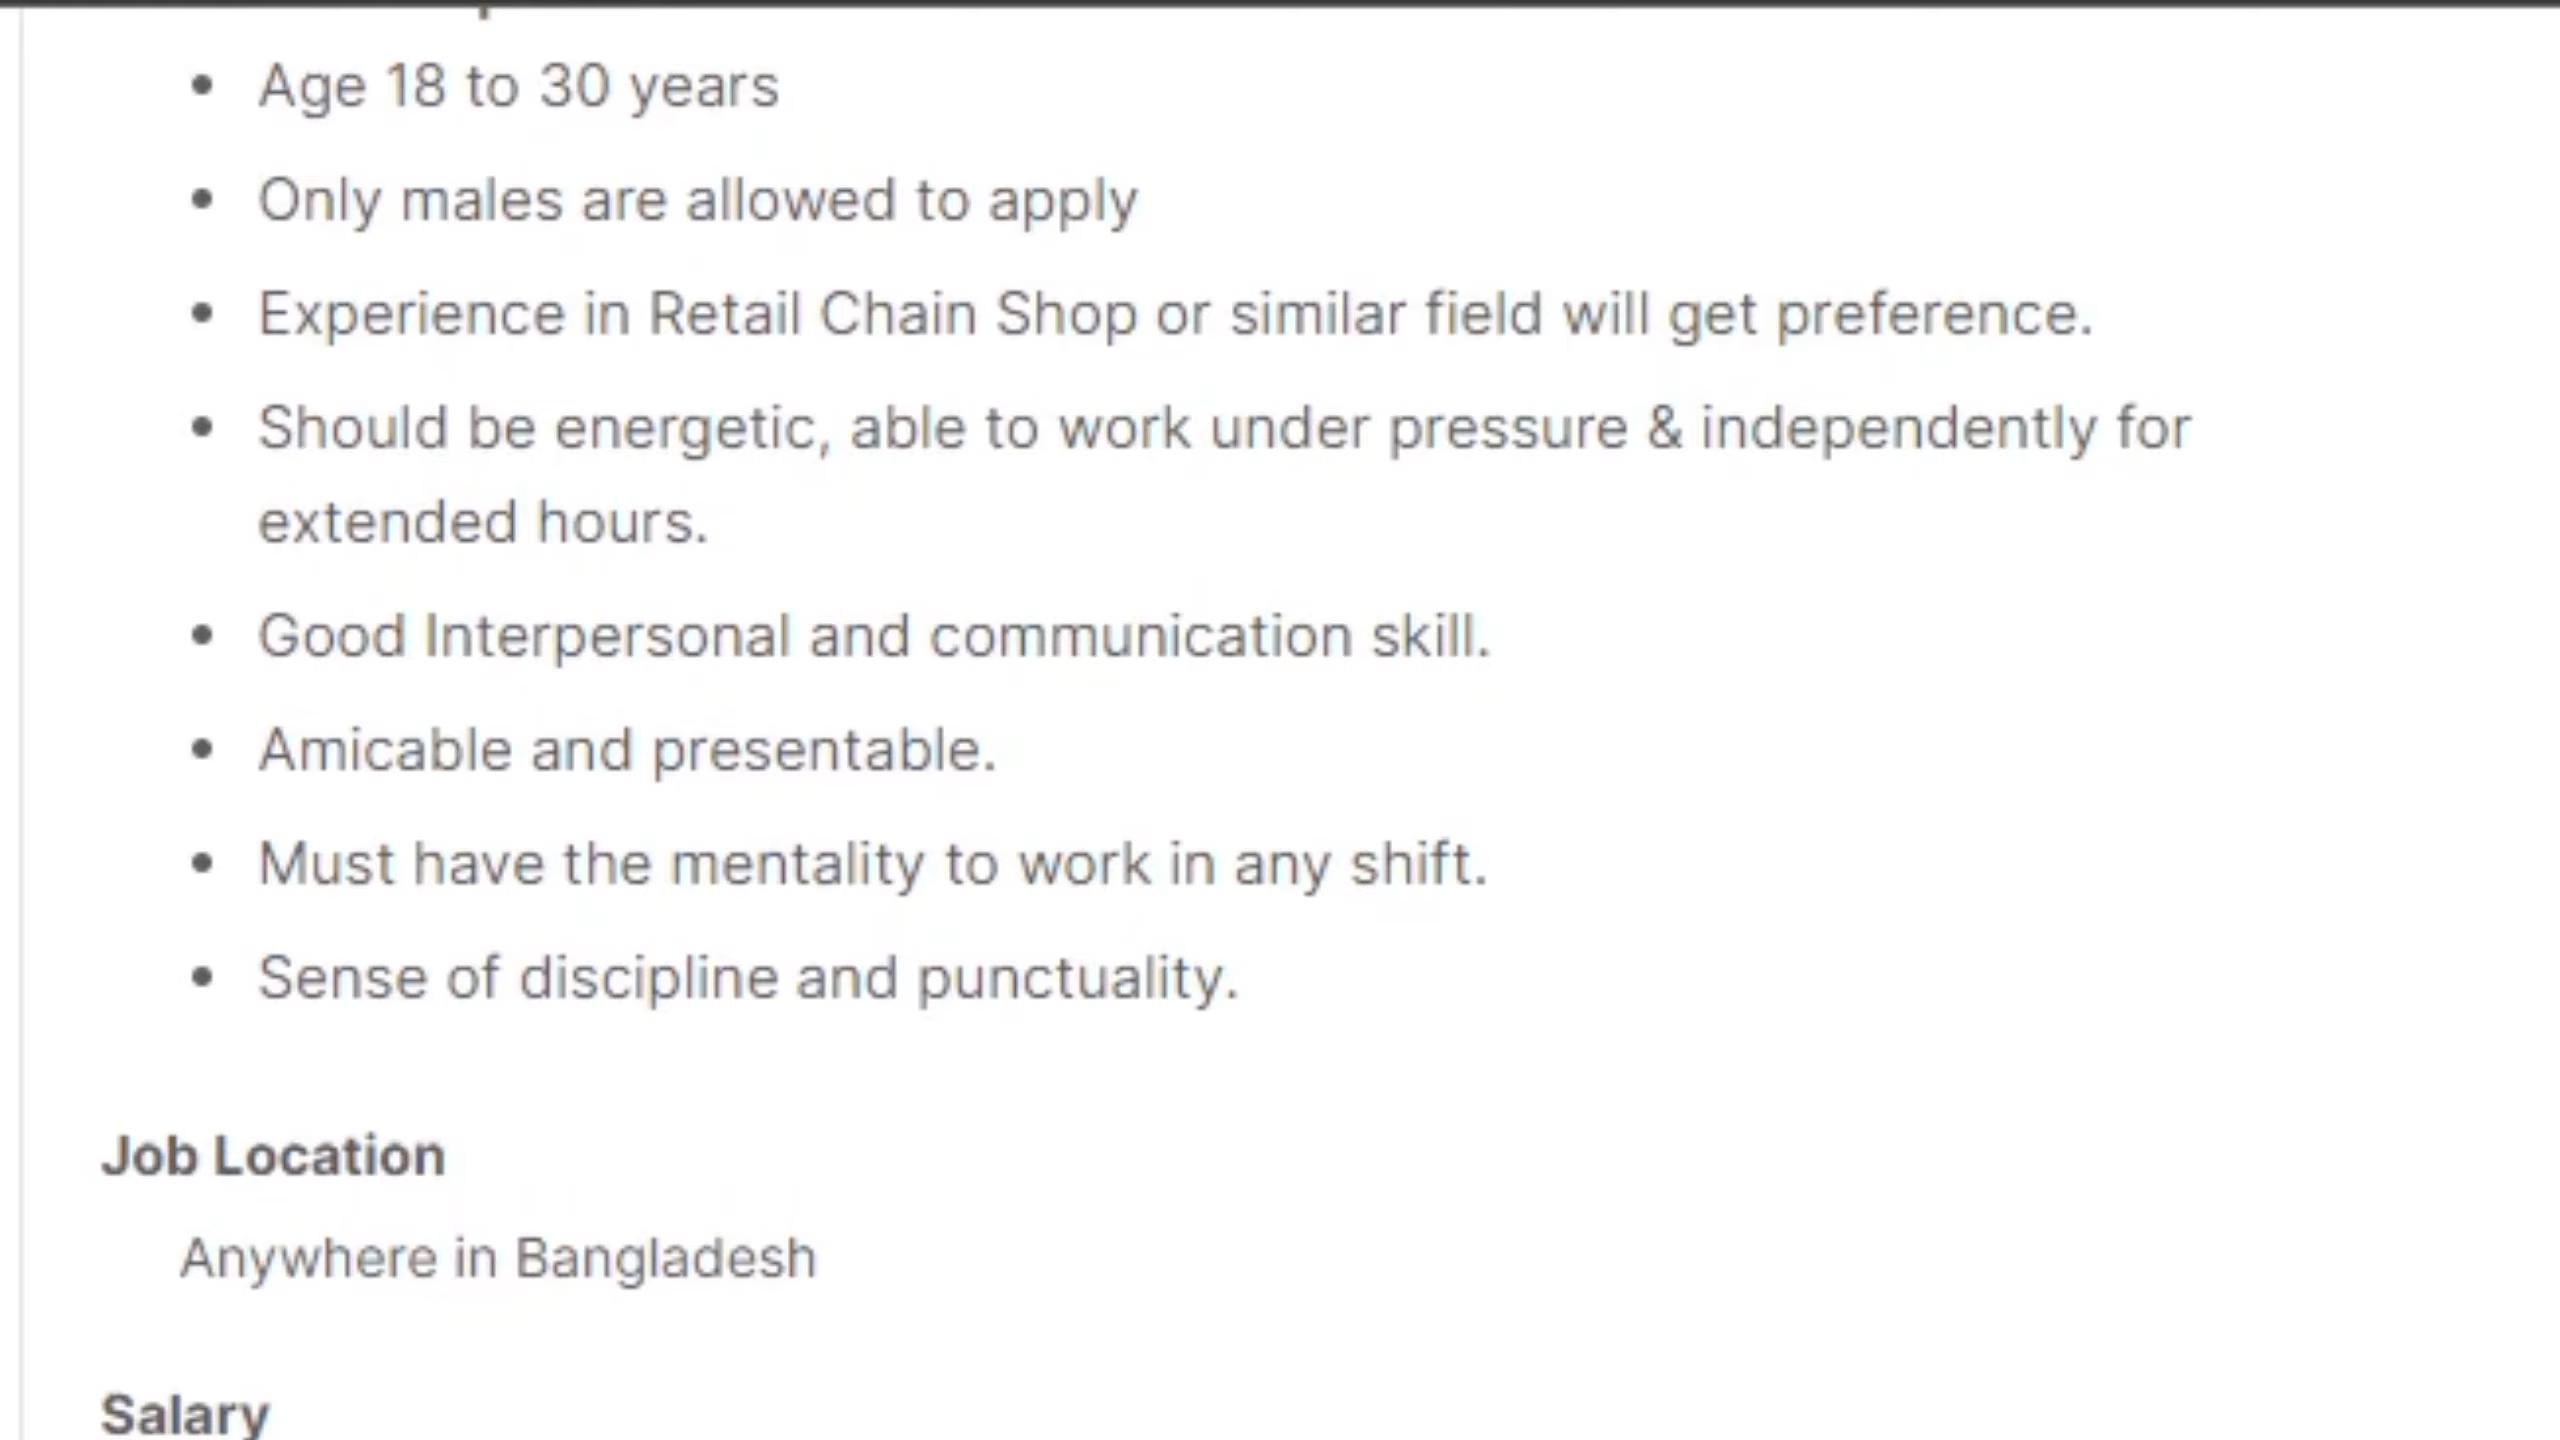 Age 18 to 30 years
Only males are allowed to apply
Experience in Retail Chain Shop or similar field will get preference.
Should be energetic, able to work under pressure & independently for
extended hours.
Good Interpersonal and communication skill.
Amicable and presentable.
Must have the mentality to work in any shift.
Sense of discipline and punctuality.
Job Location
Anywhere in Bangladesh
Salary